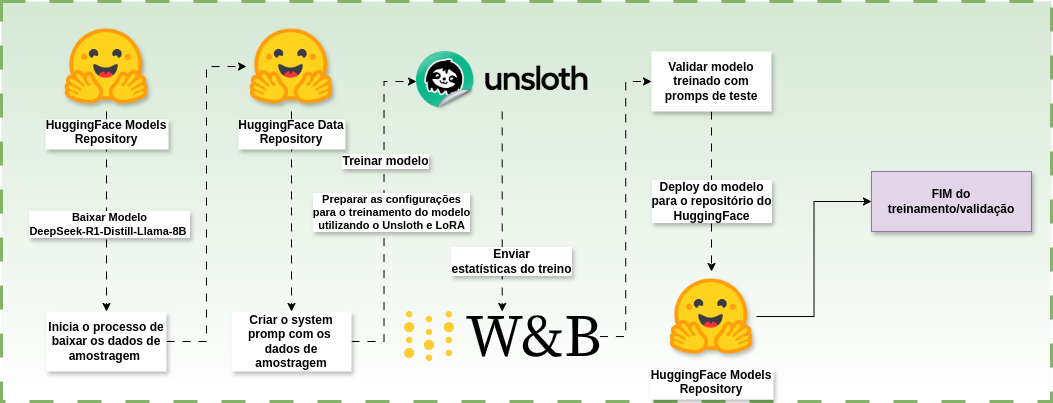 HuggingFace Models
Repository
Baixar Modelo
DeepSeek-R1-Distill-Llama-8B
Inicia o processo de
baixar os dados de
amostragem
HuggingFace Data
Repository
Criar o system
promp com os
dados de
amostragem
Treinar modelo
Preparar as configurações
para o treinamento do modelo
utilizando o Unsloth e LoRA
unsloth
Enviar
estatísticas do treino
W&B
Validar modelo
treinado com
promps de teste
Deploy do modelo
para o repositório do
HuggingFace
HuggingFace Models
Repository
FIM do
treinamento/validação